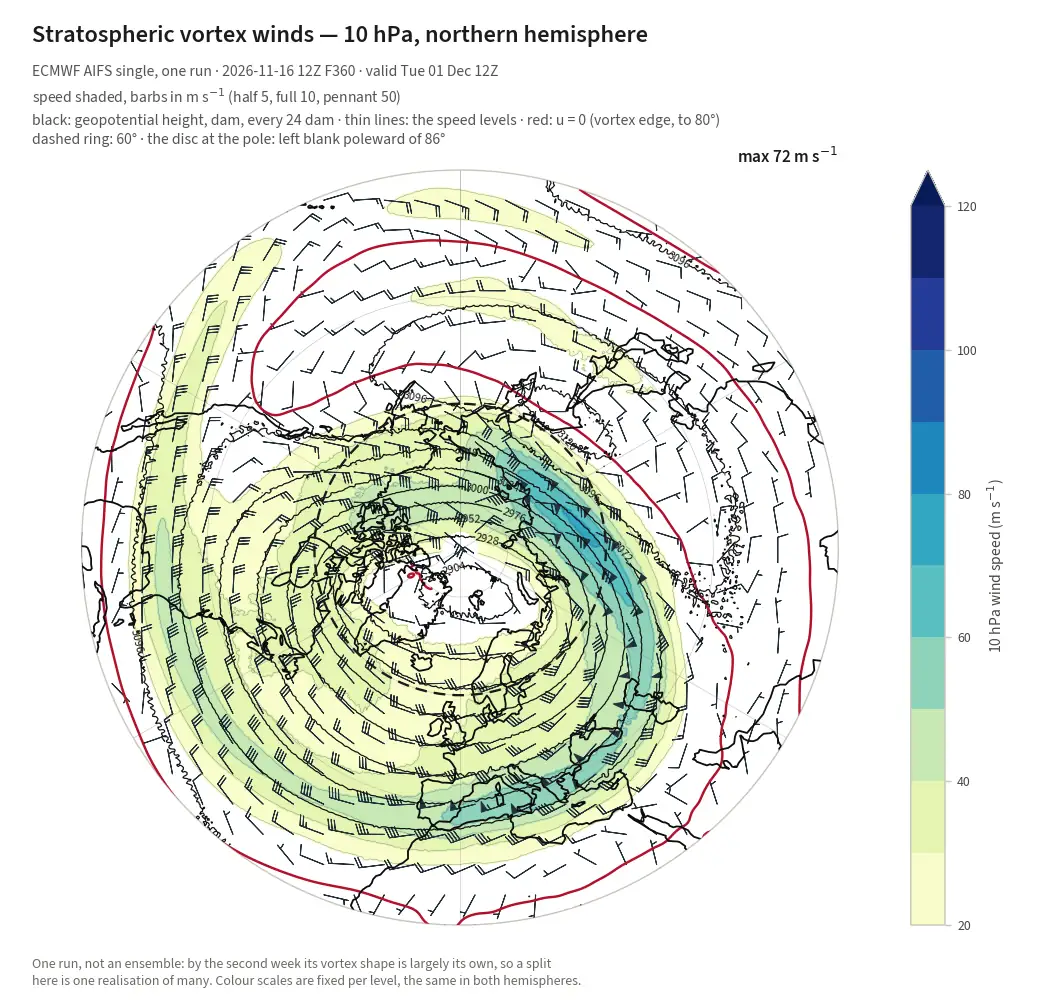 Stratospheric vortex winds — 10 hPa, northern hemisphere
ECMWF AIFS single, one run · 2026-11-16 12Z F360 · valid Tue 01 Dec 12Z
speed shaded, barbs in m s⁻¹ (half 5, full 10, pennant 50)
black: geopotential height, dam, every 24 dam · thin lines: the speed levels · red: u = 0 (vortex edge, to 80°)
dashed ring: 60° · the disc at the pole: left blank poleward of 86°
max 72 m s⁻¹
120
100
80
60
40
20
10 hPa wind speed (m s⁻¹)
3096
3096
3096
3000
2952
2928
2904
3072
3096
One run, not an ensemble: by the second week its vortex shape is largely its own, so a split
here is one realisation of many. Colour scales are fixed per level, the same in both hemispheres.